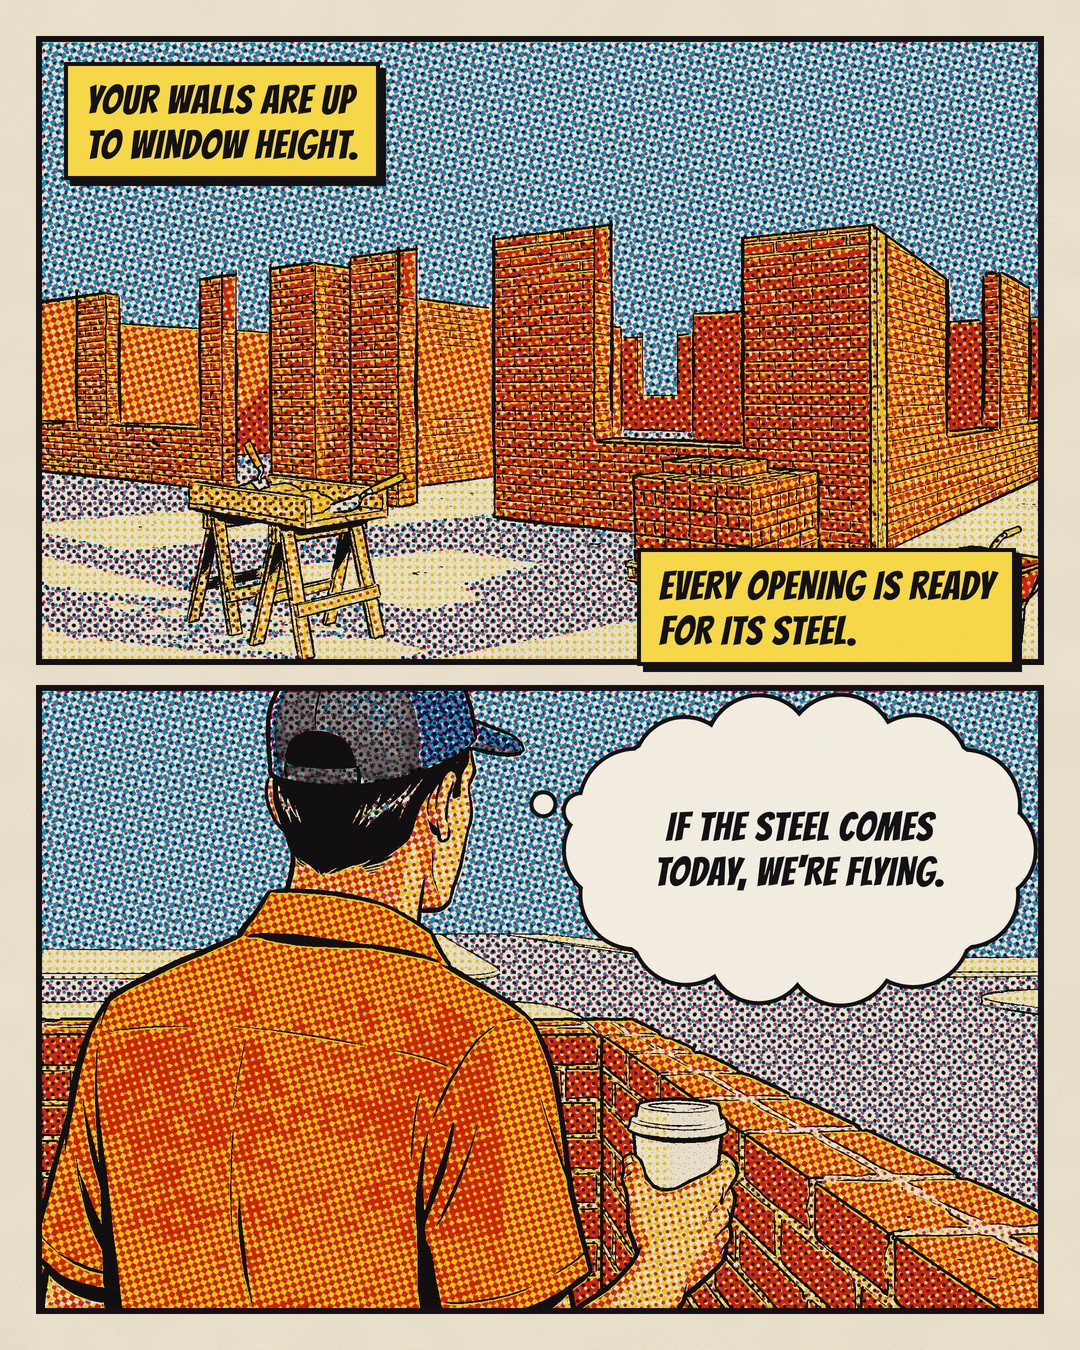 YOUR WALLS ARE UP
TO WINDOW HEIGHT.
EVERY OPENING IS READY
FOR ITS STEEL.
IF THE STEEL COMES
TODAY, WE'RE FLYING.